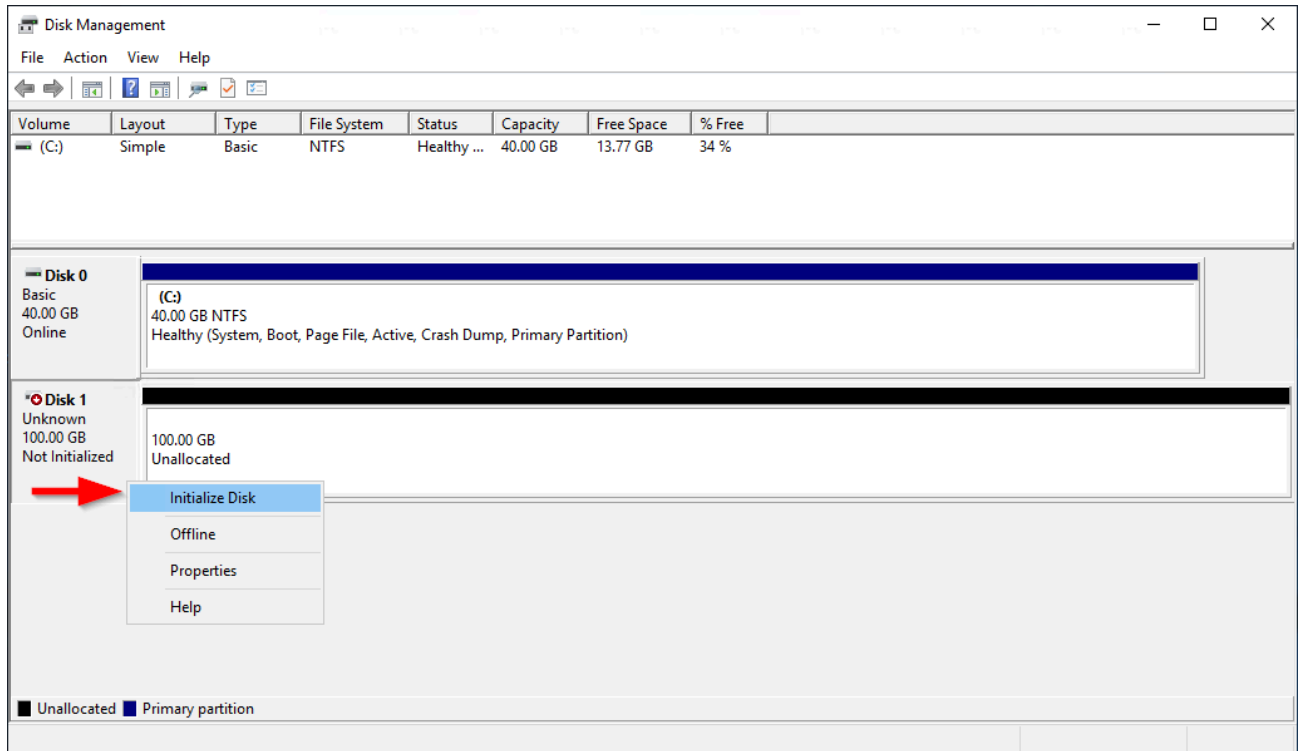 Disk Management
File Action View Help
Volume Layout Type File System Status Capacity Free Space % Free
(C:) Simple Basic NTFS Healthy ... 40.00 GB 13.77 GB 34 %
Disk 0
Basic
40.00 GB
Online
(C:)
40.00 GB NTFS
Healthy (System, Boot, Page File, Active, Crash Dump, Primary Partition)
Disk 1
Unknown
100.00 GB
Not Initialized
100.00 GB
Unallocated
Initialize Disk
Offline
Properties
Help
Unallocated Primary partition